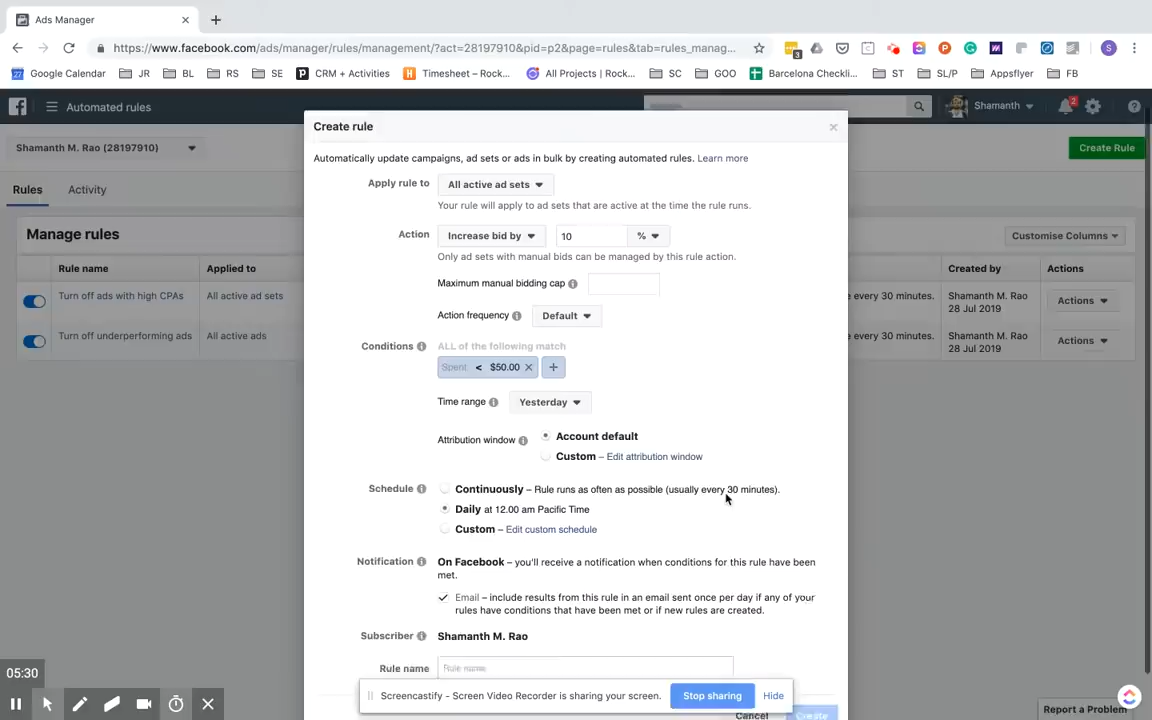 Ads Manager
https://www.facebook.com/ads/manager/rules/management/?act=28197910&pid=p2&page=rules&tab=rules_manag...
3
S
Google Calendar JR BL RS SE CRM + Activities Timesheet – Rock... All Projects | Rock... SC GOO Barcelona Checkli... ST SL/P Appsflyer FB
Automated rules
Shamanth
2
Shamanth M. Rao (28197910)
Create Rule
Rules Activity
Manage rules
Customise Columns
Rule name Applied to Created by Actions
Turn off ads with high CPAs All active ad sets e every 30 minutes. Shamanth M. Rao
28 Jul 2019 Actions
Turn off underperforming ads All active ads e every 30 minutes. Shamanth M. Rao
28 Jul 2019 Actions
Create rule
Automatically update campaigns, ad sets or ads in bulk by creating automated rules. Learn more
Apply rule to All active ad sets
Your rule will apply to ad sets that are active at the time the rule runs.
Action Increase bid by 10 %
Only ad sets with manual bids can be managed by this rule action.
Maximum manual bidding cap
Action frequency Default
Conditions ALL of the following match
Spent < $50.00 × +
Time range Yesterday
Attribution window Account default
Custom – Edit attribution window
Schedule Continuously – Rule runs as often as possible (usually every 30 minutes).
Daily at 12.00 am Pacific Time
Custom – Edit custom schedule
Notification On Facebook – you'll receive a notification when conditions for this rule have been
met.
Email – include results from this rule in an email sent once per day if any of your
rules have conditions that have been met or if new rules are created.
Subscriber Shamanth M. Rao
Rule name Rule name
05:30
Screencastify - Screen Video Recorder is sharing your screen. Stop sharing Hide
Cancel Create
Report a Problem